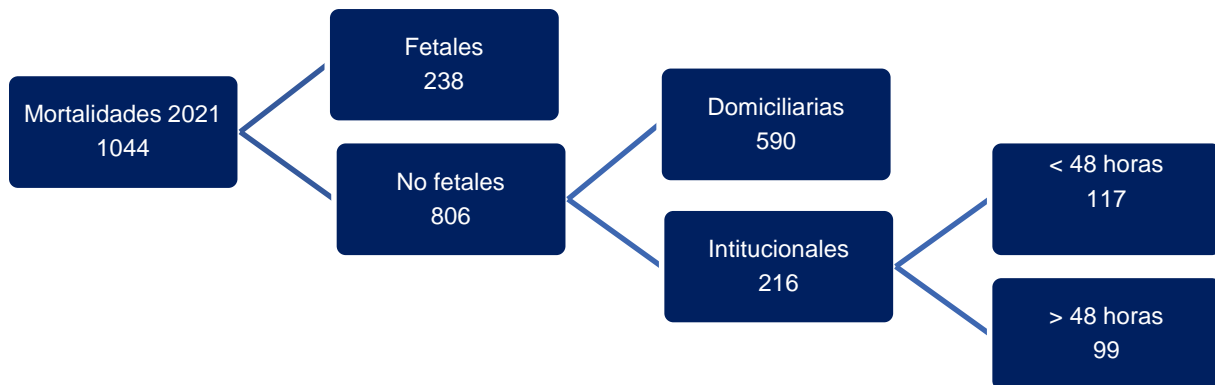 Mortalidades 2021
1044
Fetales
238
No fetales
806
Domiciliarias
590
Intitucionales
216
< 48 horas
117
> 48 horas
99